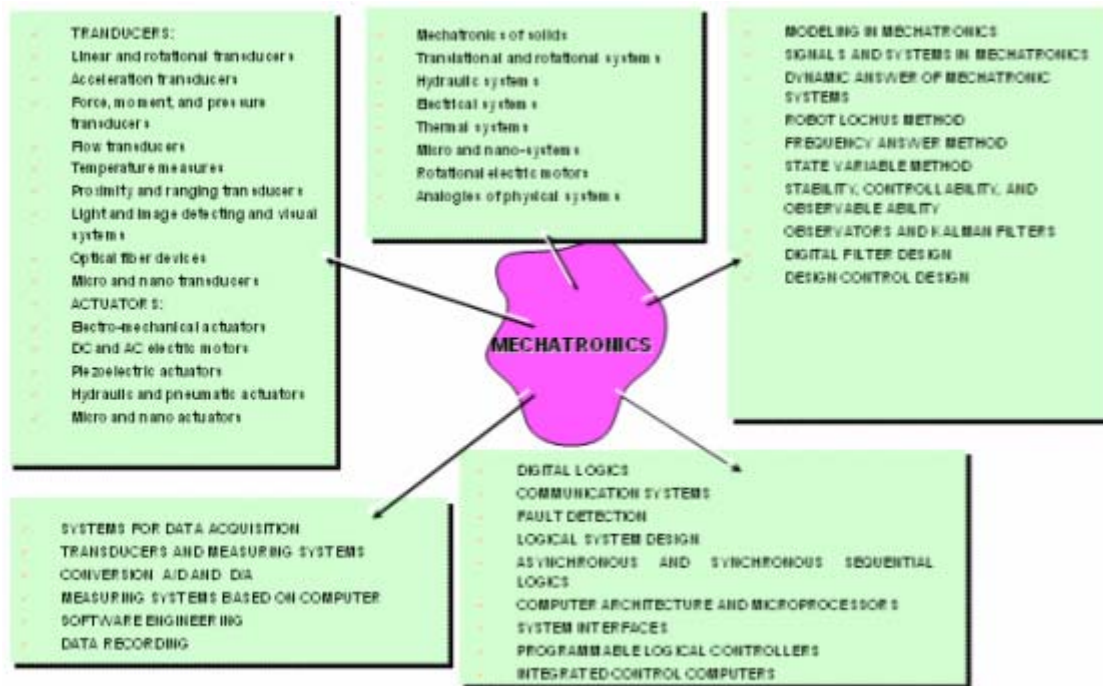 TRANDUCERS:
Linear and rotational transducers
Acceleration transducers
Force, moment, and pressure
transducers
Flow transducers
Temperature measures
Proximity and ranging transducers
Light and image detecting and visual
systems
Optical fiber devices
Micro and nano transducers
ACTUATORS:
Electro-mechanical actuators
DC and AC electric motors
Piezoelectric actuators
Hydraulic and pneumatic actuators
Micro and nano actuators
Mechatronics of solids
Translational and rotational systems
Hydraulic systems
Electrical systems
Thermal systems
Micro and nano-systems
Rotational electric motors
Analogies of physical systems
MODELING IN MECHATRONICS
SIGNALS AND SYSTEMS IN MECHATRONICS
DYNAMIC ANSWER OF MECHATRONIC
SYSTEMS
ROBOT LOCHUS METHOD
FREQUENCY ANSWER METHOD
STATE VARIABLE METHOD
STABILITY, CONTROLLABILITY, AND
OBSERVABLE ABILITY
OBSERVATORS AND KALMAN FILTERS
DIGITAL FILTER DESIGN
DESIGN CONTROL DESIGN
MECHATRONICS
SYSTEMS FOR DATA ACQUISITION
TRANSDUCERS AND MEASURING SYSTEMS
CONVERSION A/D AND D/A
MEASURING SYSTEMS BASED ON COMPUTER
SOFTWARE ENGINEERING
DATA RECORDING
DIGITAL LOGICS
COMMUNICATION SYSTEMS
FAULT DETECTION
LOGICAL SYSTEM DESIGN
ASYNCHRONOUS AND SYNCHRONOUS SEQUENTIAL
LOGICS
COMPUTER ARCHITECTURE AND MICROPROCESSORS
SYSTEM INTERFACES
PROGRAMMABLE LOGICAL CONTROLLERS
INTEGRATED CONTROL COMPUTERS